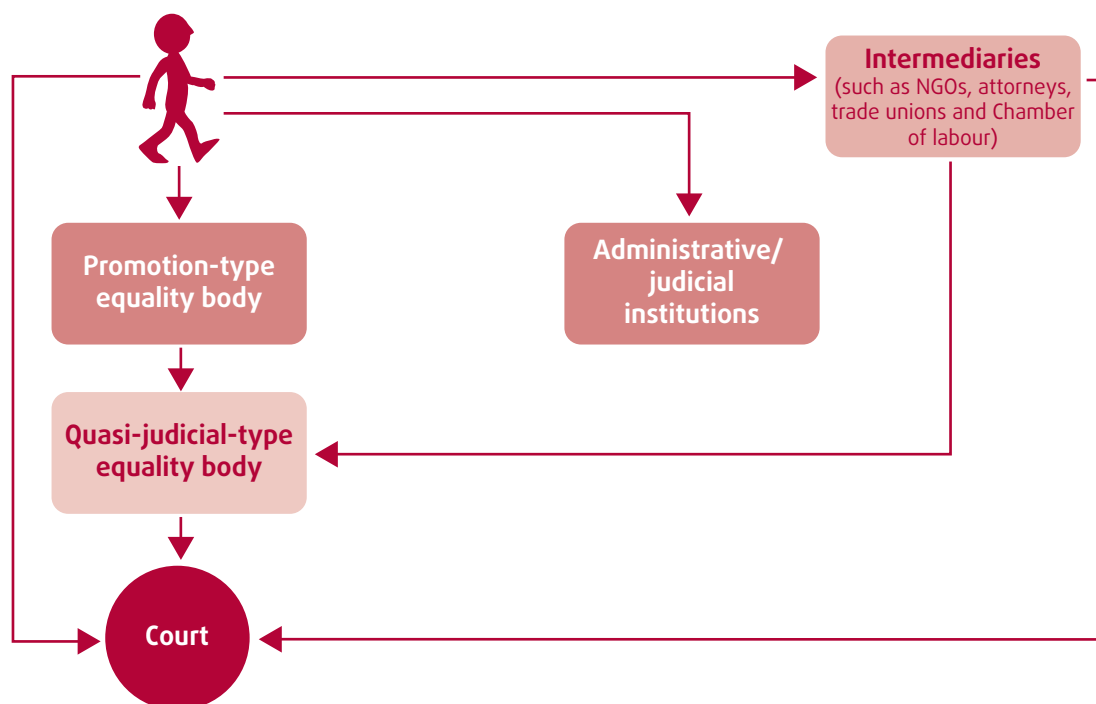 Intermediaries
(such as NGOs, attorneys,
trade unions and Chamber
of labour)
Promotion-type
equality body
Administrative/
judicial
institutions
Quasi-judicial-type
equality body
Court